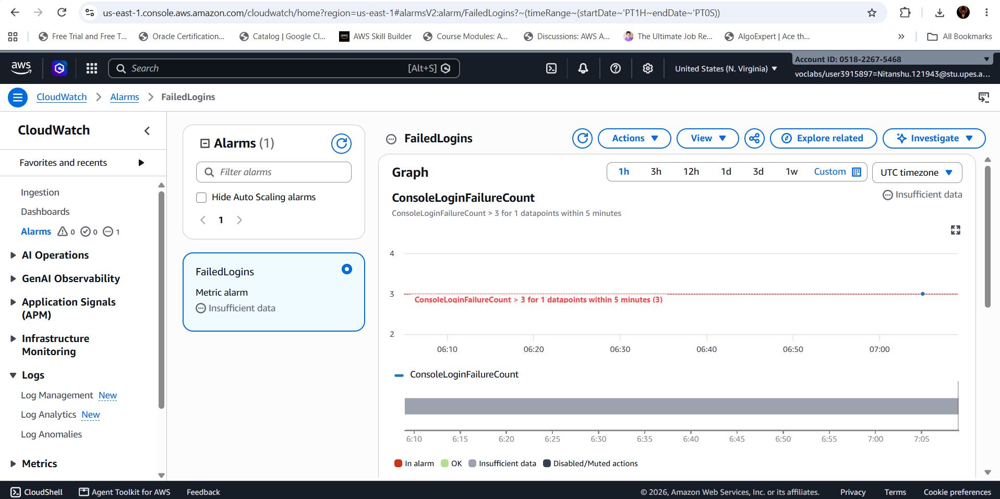 us-east-1.console.aws.amazon.com/cloudwatch/home?region=us-east-1#alarmsV2:alarm/FailedLogins?~(timeRange~(startDate~'PT1H~endDate~'PT0S))
Free Trial and Free T... Oracle Certification... Catalog | Google Cl... aws AWS Skill Builder Course Modules: A... Discussions: AWS A... The Ultimate Job Re... AlgoExpert | Ace th... » All Bookmarks
aws Search [Alt+S] United States (N. Virginia) Account ID: 0518-2267-5468
voclabs/user3915897=Nitanshu.121943@stu.upes.a...
CloudWatch Alarms FailedLogins
CloudWatch
Favorites and recents
Ingestion
Dashboards
Alarms 0 0 1
AI Operations
GenAI Observability
Application Signals
(APM)
Infrastructure
Monitoring
Logs
Log Management New
Log Analytics New
Log Anomalies
Metrics
Alarms (1)
Filter alarms
Hide Auto Scaling alarms
1
FailedLogins
Metric alarm
Insufficient data
FailedLogins Actions View Explore related Investigate
Graph 1h 3h 12h 1d 3d 1w Custom UTC timezone
ConsoleLoginFailureCount Insufficient data
ConsoleLoginFailureCount > 3 for 1 datapoints within 5 minutes
4
3
ConsoleLoginFailureCount > 3 for 1 datapoints within 5 minutes (3)
2
06:10 06:20 06:30 06:40 06:50 07:00
ConsoleLoginFailureCount
6:10 6:15 6:20 6:25 6:30 6:35 6:40 6:45 6:50 6:55 7:00 7:05
In alarm OK Insufficient data Disabled/Muted actions
CloudShell Agent Toolkit for AWS Feedback © 2026, Amazon Web Services, Inc. or its affiliates. Privacy Terms Cookie preferences